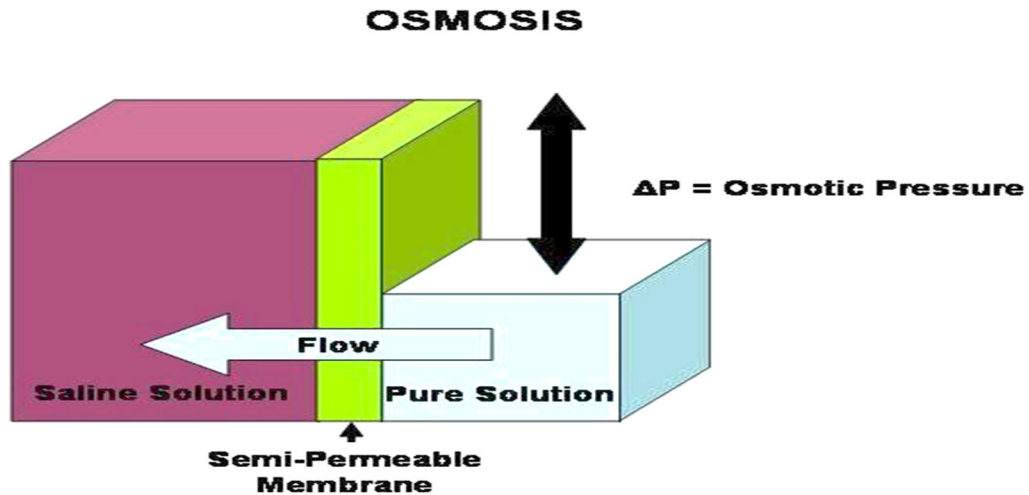 OSMOSIS
ΔP = Osmotic Pressure
Flow
Saline Solution
Pure Solution
Semi-Permeable
Membrane